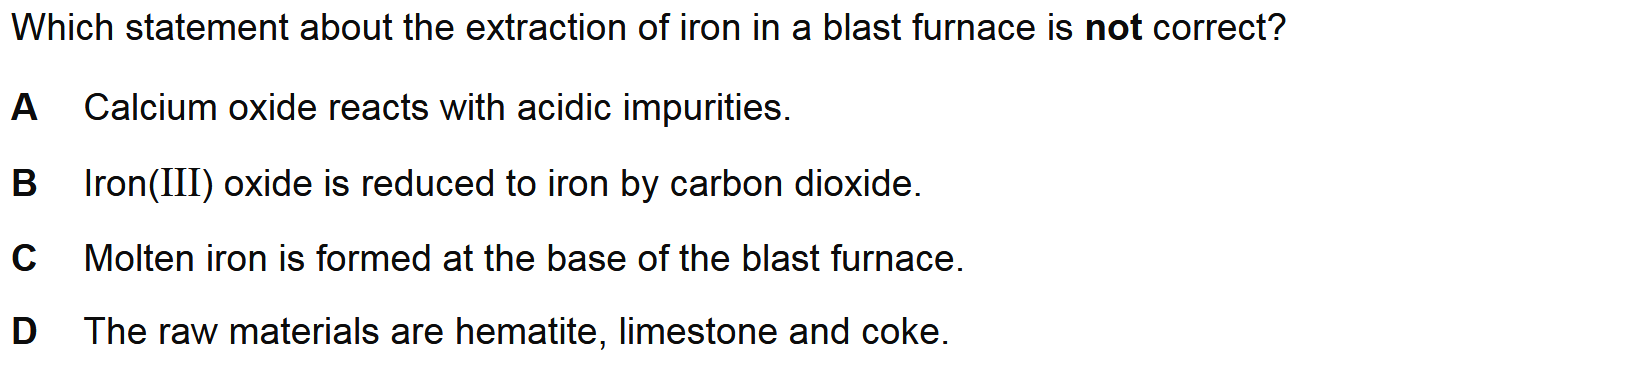 Which statement about the extraction of iron in a blast furnace is not correct?
A Calcium oxide reacts with acidic impurities.
B Iron(III) oxide is reduced to iron by carbon dioxide.
C Molten iron is formed at the base of the blast furnace.
D The raw materials are hematite, limestone and coke.